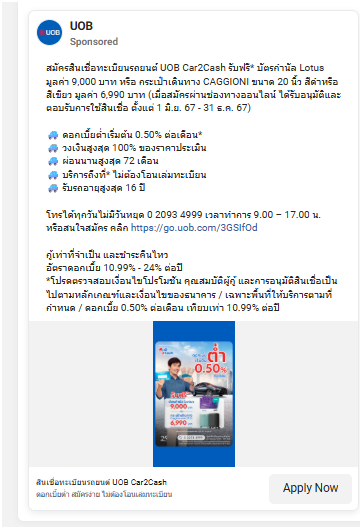 UOB
Sponsored
สมัครสินเชื่อทะเบียนรถยนต์ UOB Car2Cash รับฟรี* บัตรกำนัล Lotus
มูลค่า 9,000 บาท หรือ กระเป๋าเดินทาง CAGGIONI ขนาด 20 นิ้ว สีดำหรือ
สีเขียว มูลค่า 6,990 บาท (เมื่อสมัครผ่านช่องทางออนไลน์ ได้รับอนุมัติและ
ตอบรับการใช้สินเชื่อ ตั้งแต่ 1 มิ.ย. 67 - 31 ธ.ค. 67)
ดอกเบี้ยต่ำเริ่มต้น 0.50% ต่อเดือน*
วงเงินสูงสุด 100% ของราคาประเมิน
ผ่อนนานสูงสุด 72 เดือน
บริการถึงที่* ไม่ต้องโอนเล่มทะเบียน
รับรถอายุสูงสุด 16 ปี
โทรได้ทุกวันไม่มีวันหยุด 0 2093 4999 เวลาทำการ 9.00 – 17.00 น.
หรือสนใจสมัคร คลิก https://go.uob.com/3GSIfOd
กู้เท่าที่จำเป็น และชำระคืนไหว
อัตราดอกเบี้ย 10.99% - 24% ต่อปี
*โปรดตรวจสอบเงื่อนไขโปรโมชัน คุณสมบัติผู้กู้ และการอนุมัติสินเชื่อเป็น
ไปตามหลักเกณฑ์และเงื่อนไขของธนาคาร / เฉพาะพื้นที่ให้บริการตามที่
กำหนด / ดอกเบี้ย 0.50% ต่อเดือน เทียบเท่า 10.99% ต่อปี
ต่ำ
0.50%
9,000
6,990
สินเชื่อทะเบียนรถยนต์ UOB Car2Cash
ดอกเบี้ยต่ำ สมัครง่าย ไม่ต้องโอนเล่มทะเบียน
Apply Now